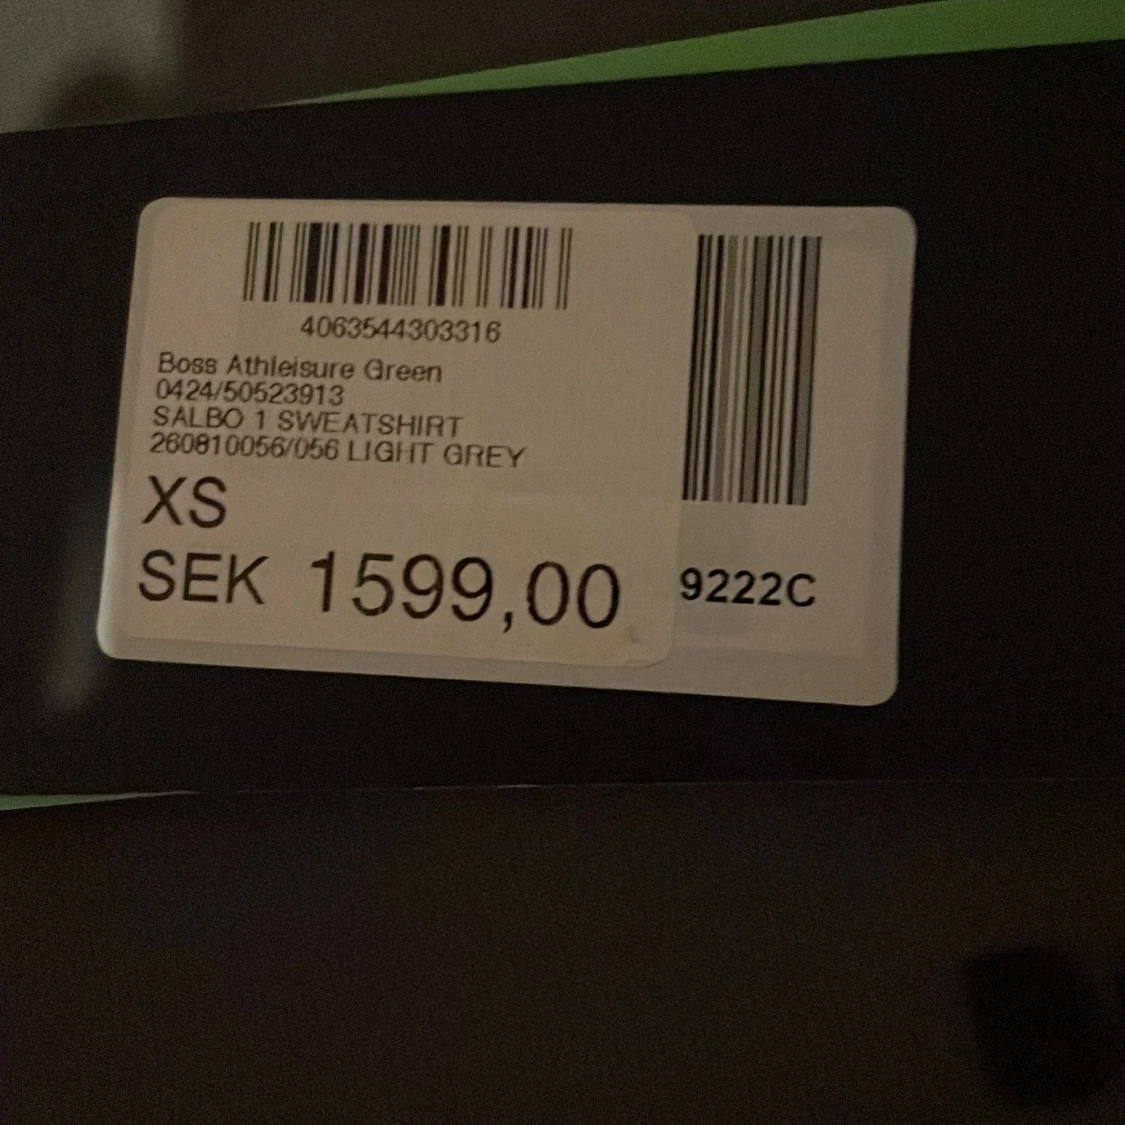 4063544303316
Boss Athleisure Green
0424/50523913
SALBO 1 SWEATSHIRT
260810056/056 LIGHT GREY
XS
SEK 1599,00
9222C